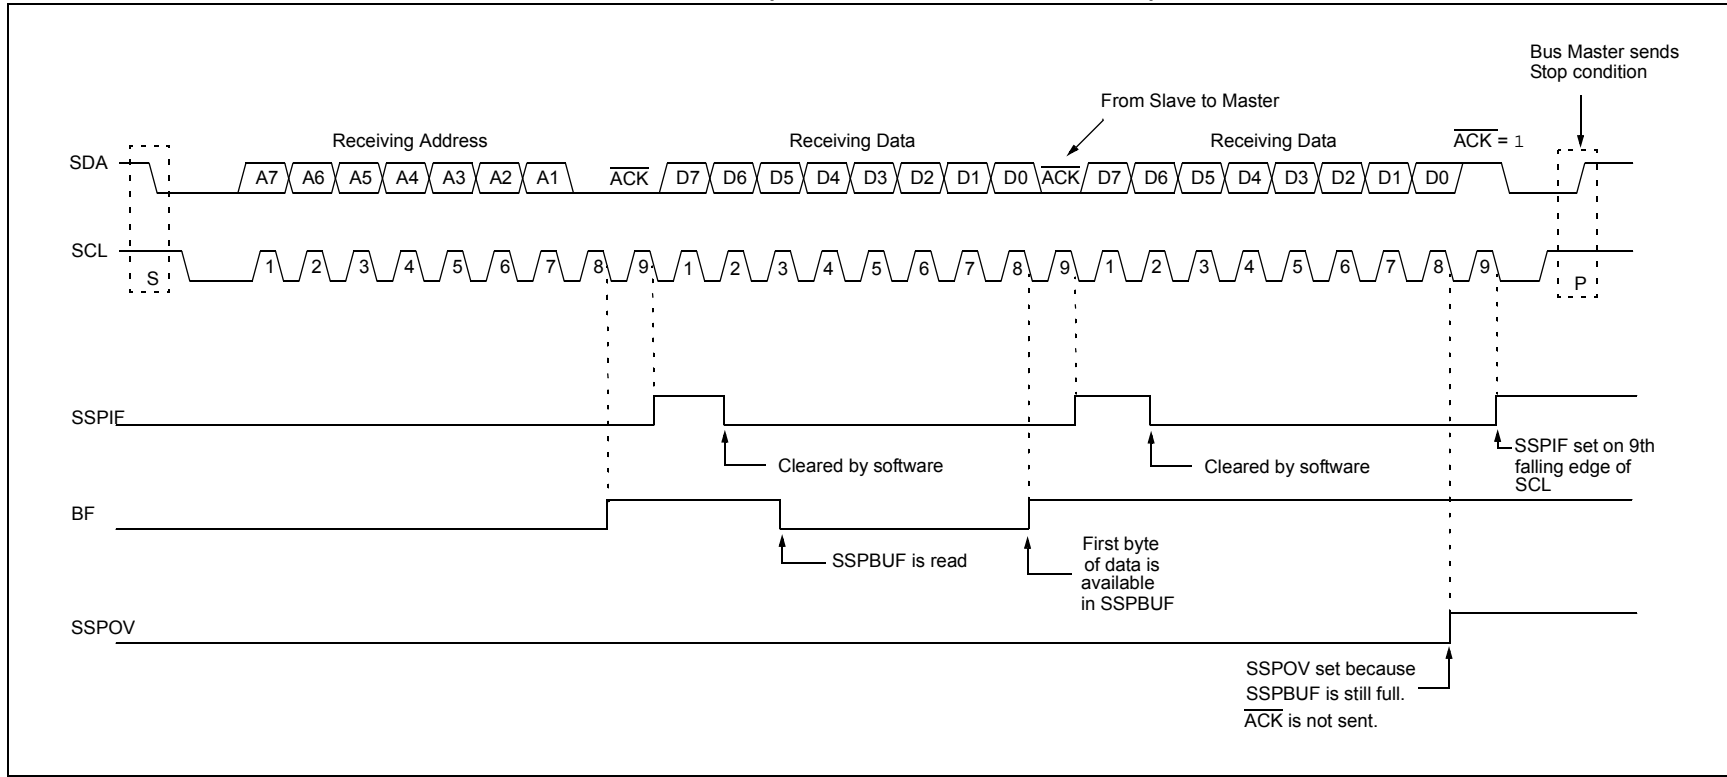 Bus Master sends
Stop condition
From Slave to Master
Receiving Address
Receiving Data
Receiving Data
ACK = 1
SDA
A7 A6 A5 A4 A3 A2 A1 ACK D7 D6 D5 D4 D3 D2 D1 D0 ACK D7 D6 D5 D4 D3 D2 D1 D0
SCL
S 1 2 3 4 5 6 7 8 9 1 2 3 4 5 6 7 8 9 1 2 3 4 5 6 7 8 9 P
SSPIF
Cleared by software
Cleared by software
SSPIF set on 9th
falling edge of
SCL
BF
SSPBUF is read
First byte
of data is
available
in SSPBUF
SSPOV
SSPOV set because
SSPBUF is still full.
ACK is not sent.